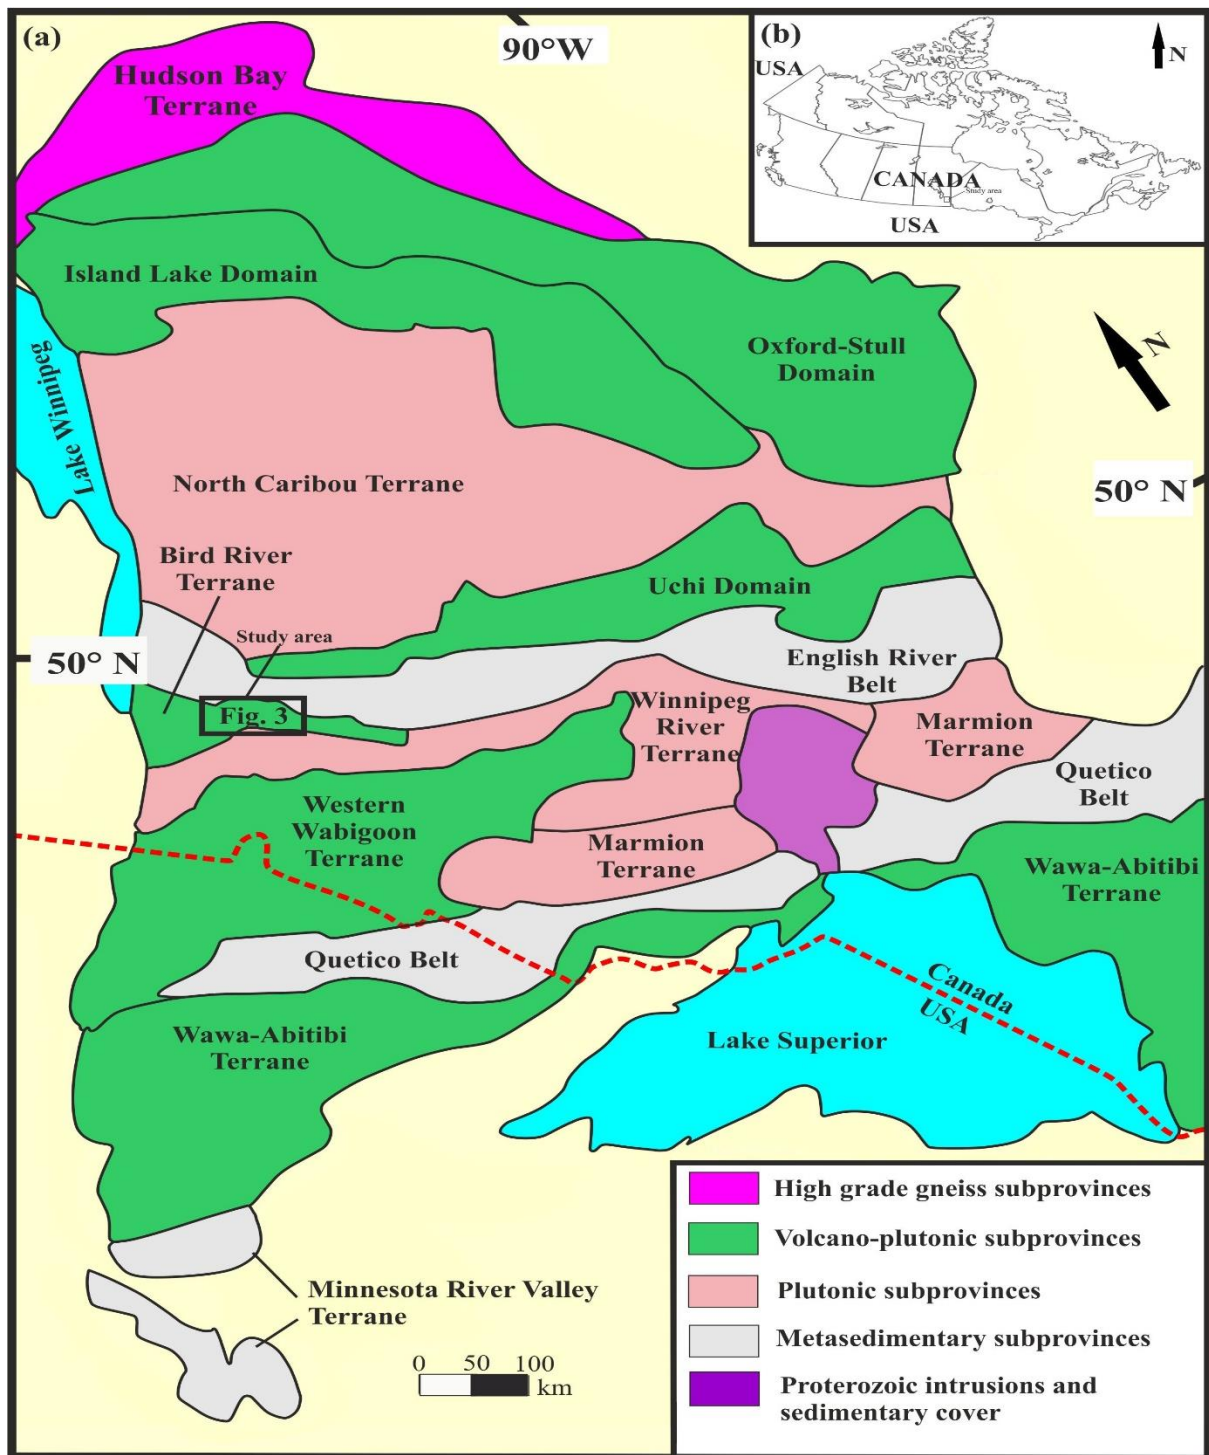 (a)
90°W
(b)
N
USA
CANADA
Study area
USA
Hudson Bay
Terrane
Island Lake Domain
Oxford-Stull
Domain
N
Lake Winnipeg
North Caribou Terrane
50° N
Bird River
Terrane
Uchi Domain
Study area
50° N
English River
Belt
Fig. 3
Winnipeg
River
Terrane
Marmion
Terrane
Quetico
Belt
Western
Wabigoon
Terrane
Marmion
Terrane
Wawa-Abitibi
Terrane
Quetico Belt
Canada
USA
Wawa-Abitibi
Terrane
Lake Superior
Minnesota River Valley
Terrane
0 50 100
km
High grade gneiss subprovinces
Volcano-plutonic subprovinces
Plutonic subprovinces
Metasedimentary subprovinces
Proterozoic intrusions and
sedimentary cover